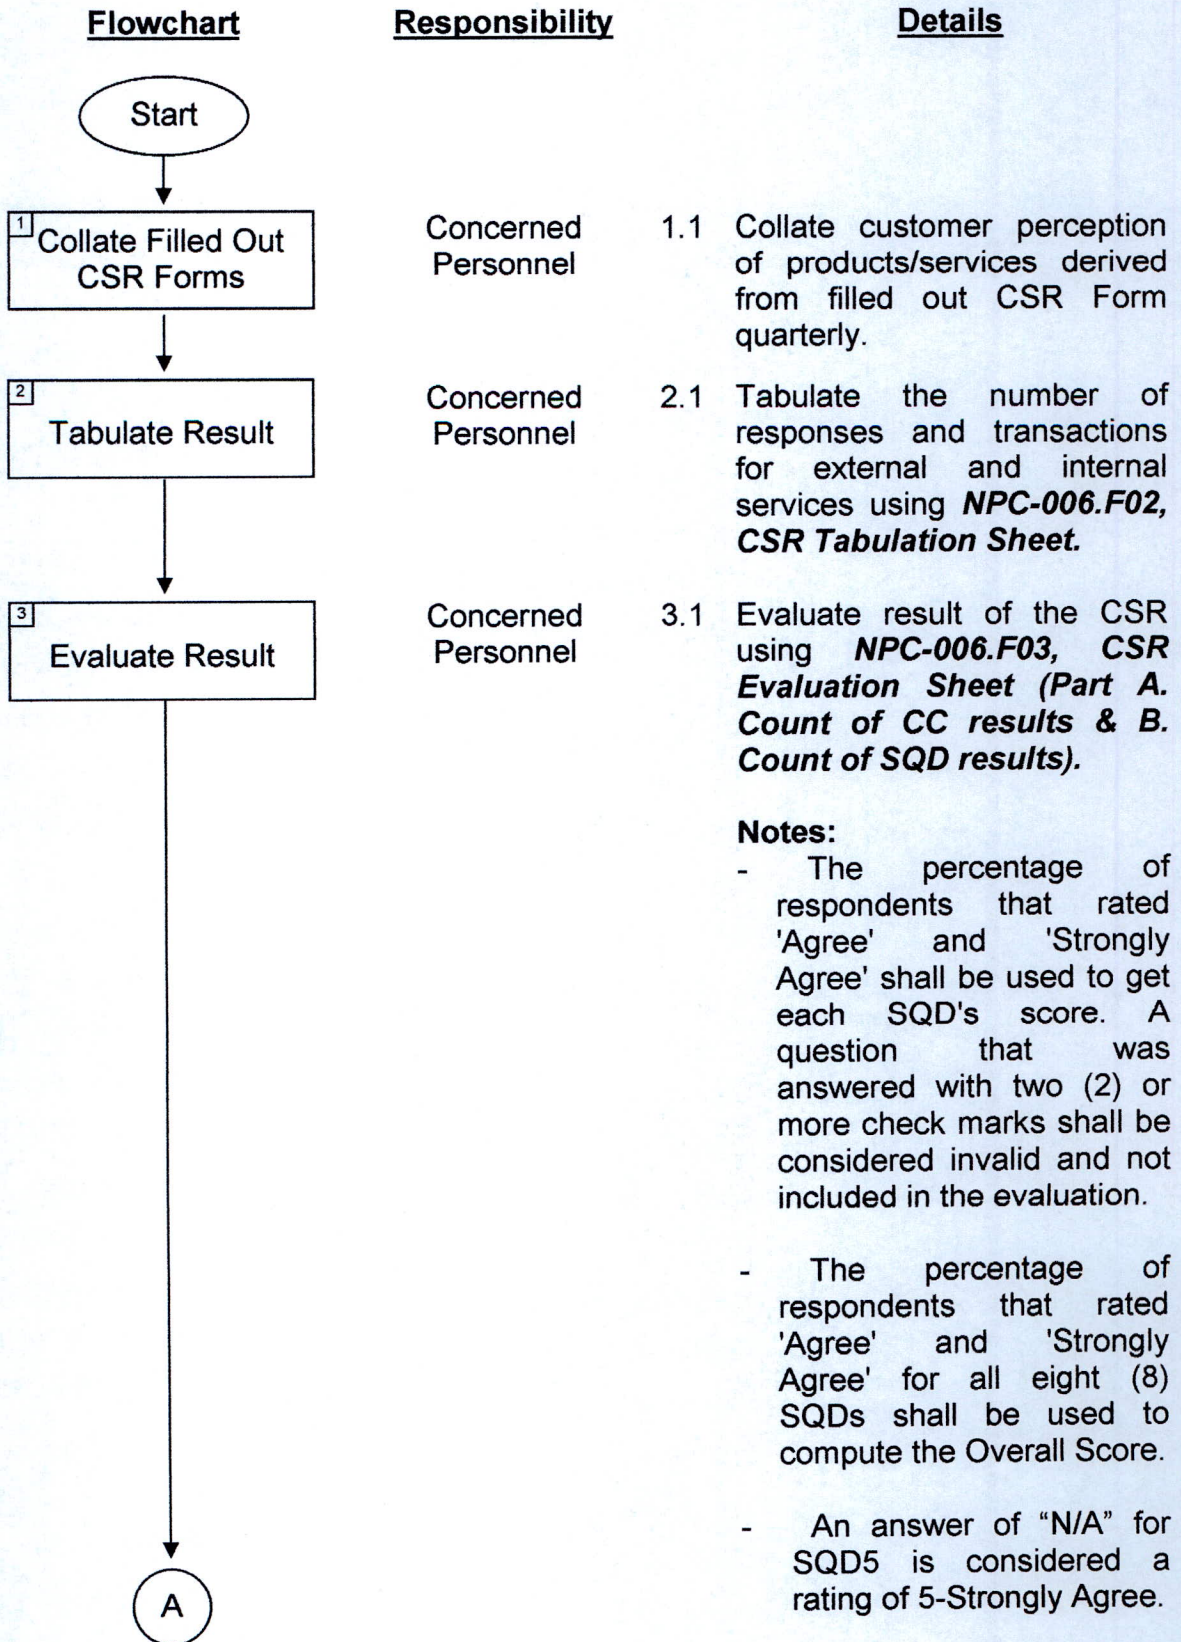 Flowchart Responsibility Details
Start
1
Collate Filled Out
CSR Forms
Concerned
Personnel
1.1 Collate customer perception
of products/services derived
from filled out CSR Form
quarterly.
2
Tabulate Result
Concerned
Personnel
2.1 Tabulate the number of
responses and transactions
for external and internal
services using NPC-006.F02,
CSR Tabulation Sheet.
3
Evaluate Result
Concerned
Personnel
3.1 Evaluate result of the CSR
using NPC-006.F03, CSR
Evaluation Sheet (Part A.
Count of CC results & B.
Count of SQD results).
Notes:
- The percentage of
respondents that rated
'Agree' and 'Strongly
Agree' shall be used to get
each SQD's score. A
question that was
answered with two (2) or
more check marks shall be
considered invalid and not
included in the evaluation.
- The percentage of
respondents that rated
'Agree' and 'Strongly
Agree' for all eight (8)
SQDs shall be used to
compute the Overall Score.
- An answer of “N/A” for
SQD5 is considered a
rating of 5-Strongly Agree.
A